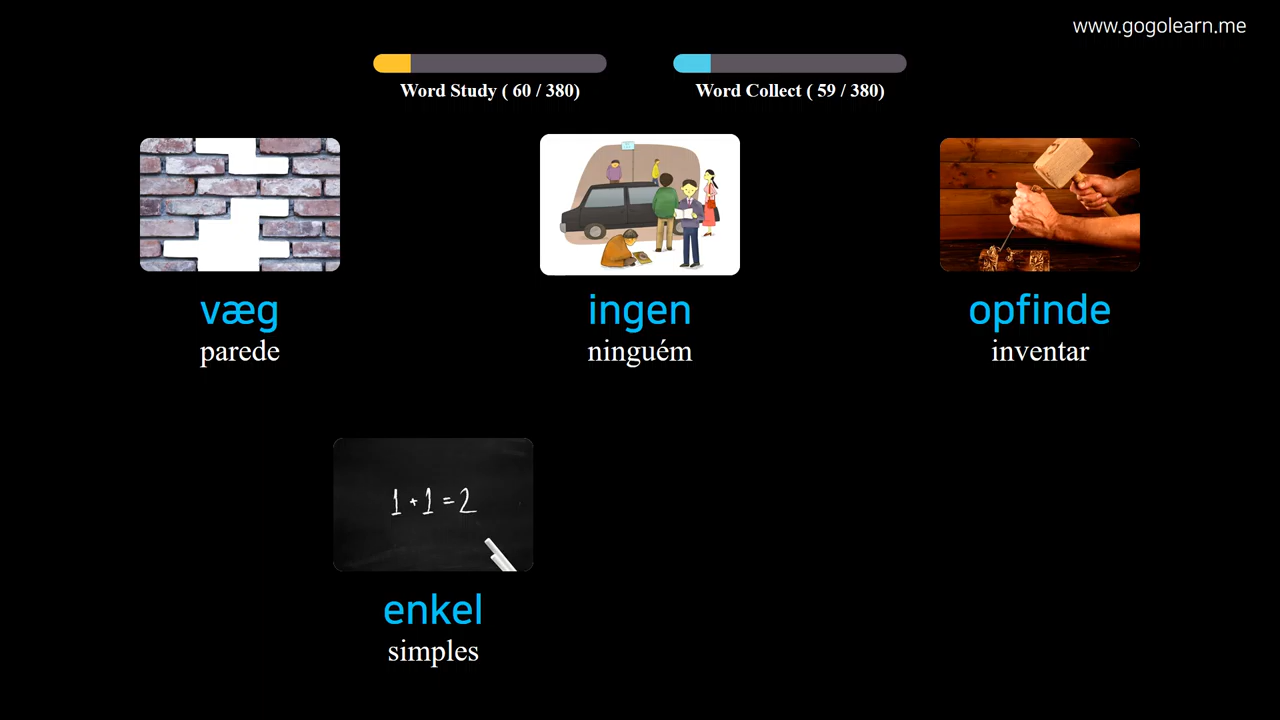 www.gogolearn.me
Word Study ( 60 / 380)
Word Collect ( 59 / 380)
væg
parede
ingen
ninguém
opfinde
inventar
1+1=2
enkel
simples